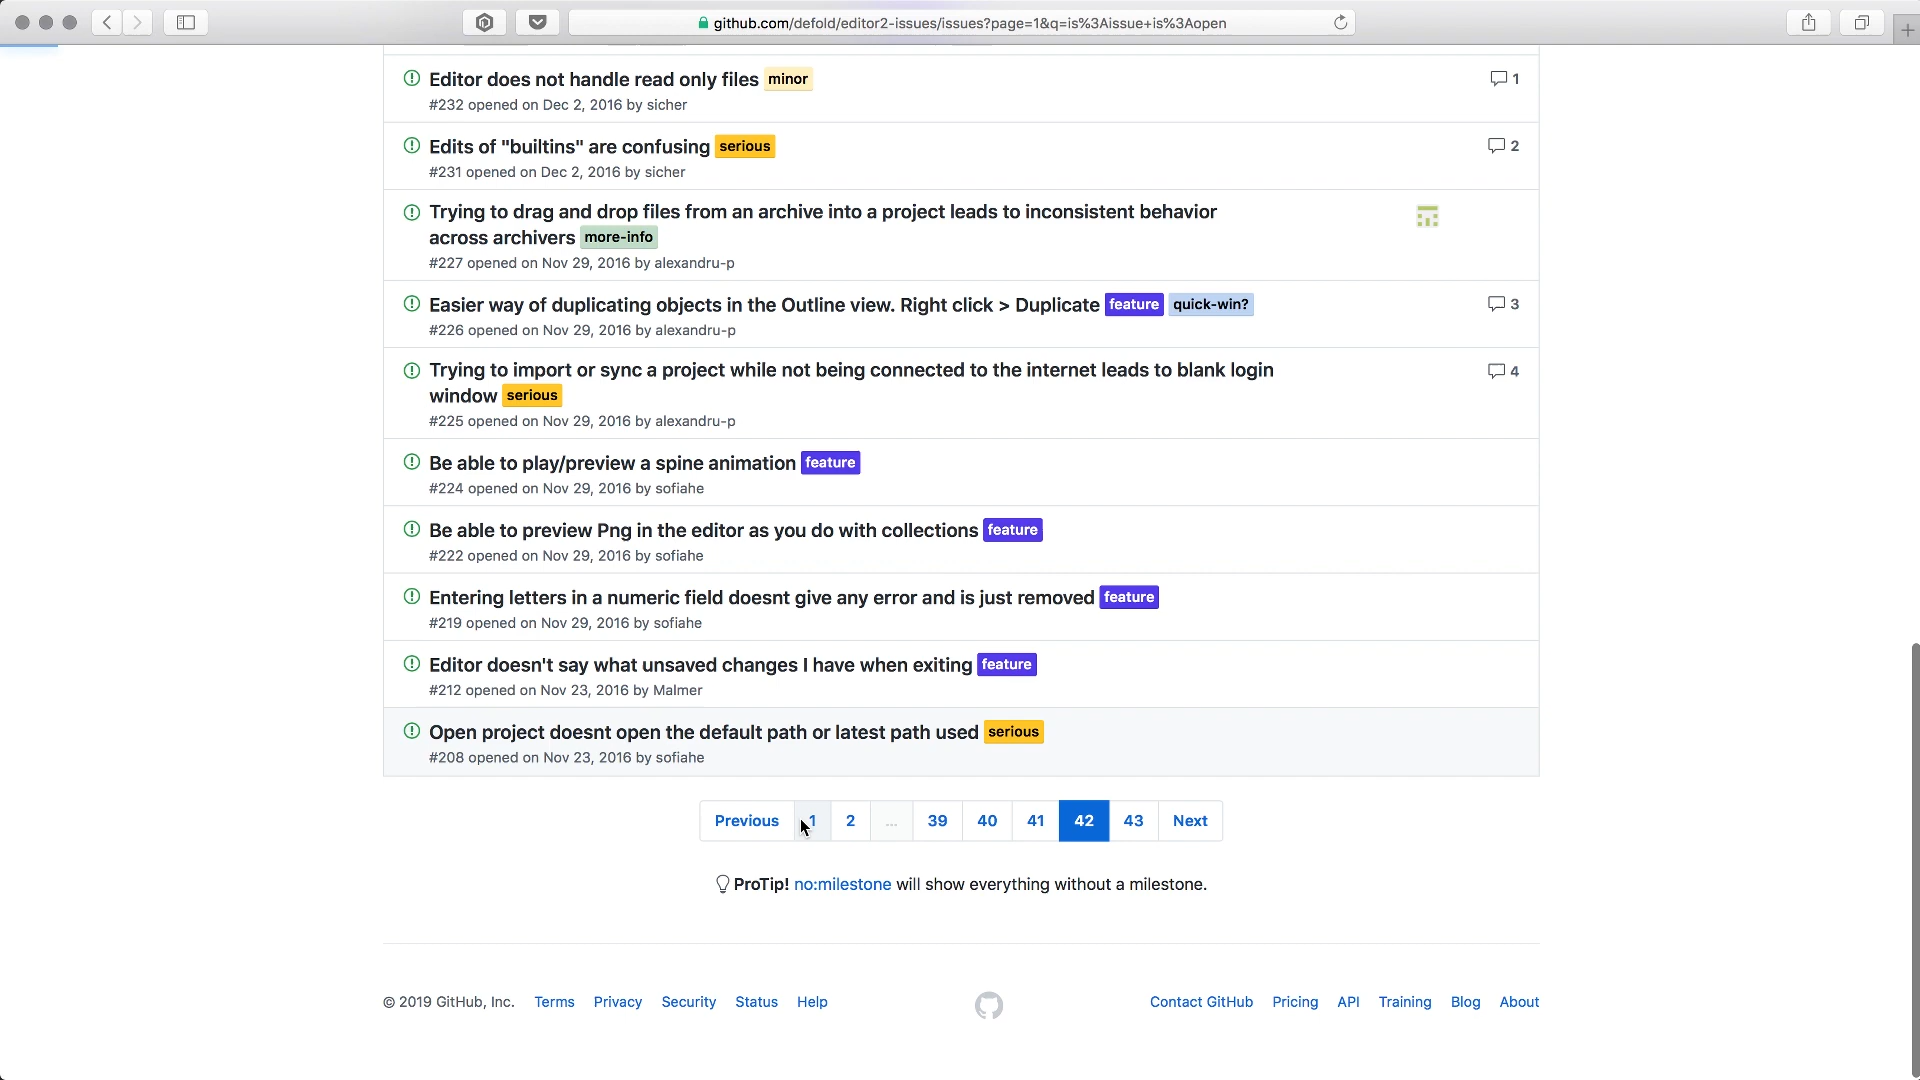 github.com/defold/editor2-issues/issues?page=1&q=is%3Aissue+is%3Aopen
Editor does not handle read only files minor 1
#232 opened on Dec 2, 2016 by sicher
Edits of "builtins" are confusing serious 2
#231 opened on Dec 2, 2016 by sicher
Trying to drag and drop files from an archive into a project leads to inconsistent behavior
across archivers more-info
#227 opened on Nov 29, 2016 by alexandru-p
Easier way of duplicating objects in the Outline view. Right click > Duplicate feature quick-win? 3
#226 opened on Nov 29, 2016 by alexandru-p
Trying to import or sync a project while not being connected to the internet leads to blank login 4
window serious
#225 opened on Nov 29, 2016 by alexandru-p
Be able to play/preview a spine animation feature
#224 opened on Nov 29, 2016 by sofiahe
Be able to preview Png in the editor as you do with collections feature
#222 opened on Nov 29, 2016 by sofiahe
Entering letters in a numeric field doesnt give any error and is just removed feature
#219 opened on Nov 29, 2016 by sofiahe
Editor doesn't say what unsaved changes I have when exiting feature
#212 opened on Nov 23, 2016 by Malmer
Open project doesnt open the default path or latest path used serious
#208 opened on Nov 23, 2016 by sofiahe
Previous 1 2 ... 39 40 41 42 43 Next
ProTip! no:milestone will show everything without a milestone.
© 2019 GitHub, Inc. Terms Privacy Security Status Help Contact GitHub Pricing API Training Blog About